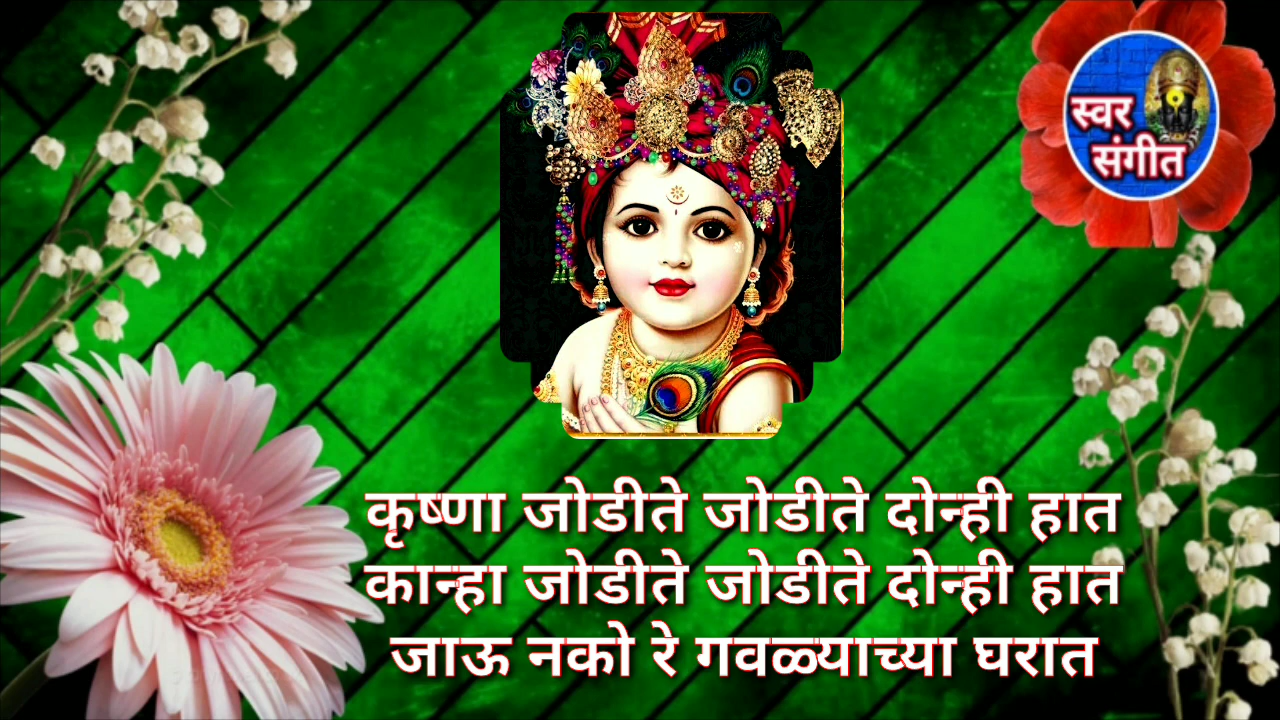 स्वर
संगीत
कृष्णा जोडीते जोडीते दोन्ही हात
कान्हा जोडीते जोडीते दोन्ही हात
जाऊ नको रे गवळ्याच्या घरात